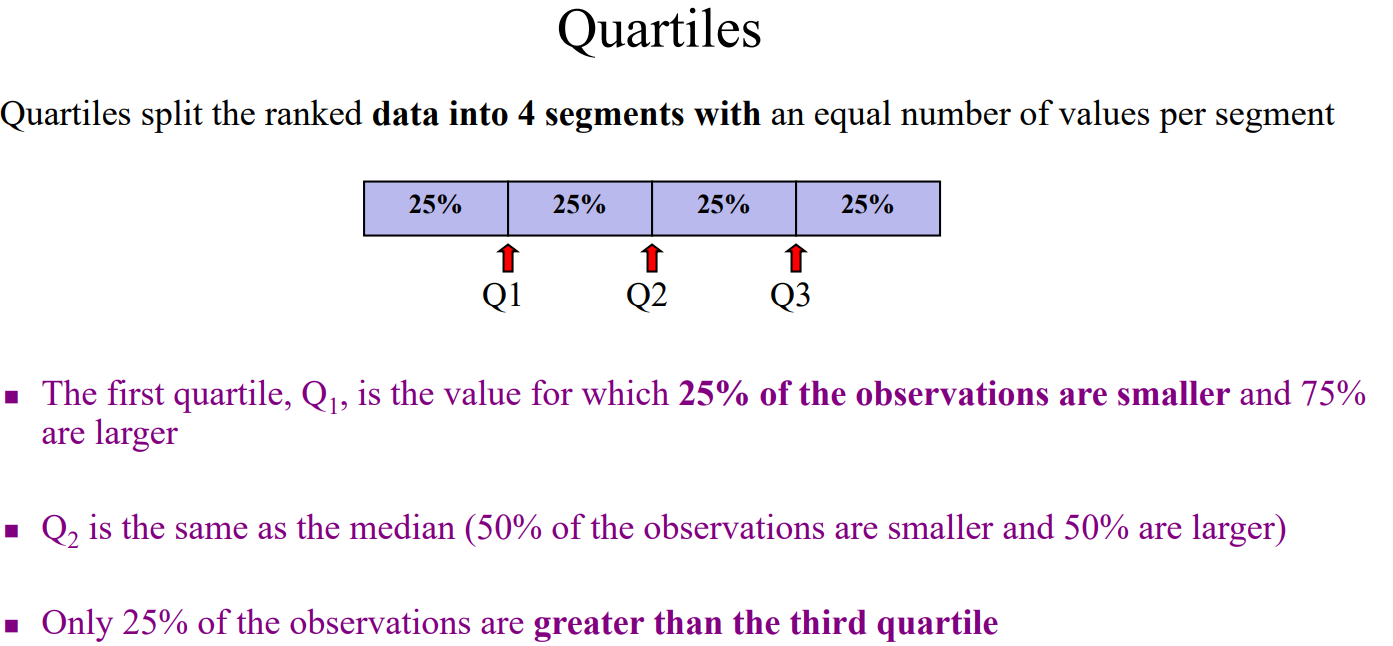 Quartiles
Quartiles split the ranked data into 4 segments with an equal number of values per segment
25% 25% 25% 25%
Q1 Q2 Q3
▪ The first quartile, Q₁, is the value for which 25% of the observations are smaller and 75%
are larger
▪ Q₂ is the same as the median (50% of the observations are smaller and 50% are larger)
▪ Only 25% of the observations are greater than the third quartile